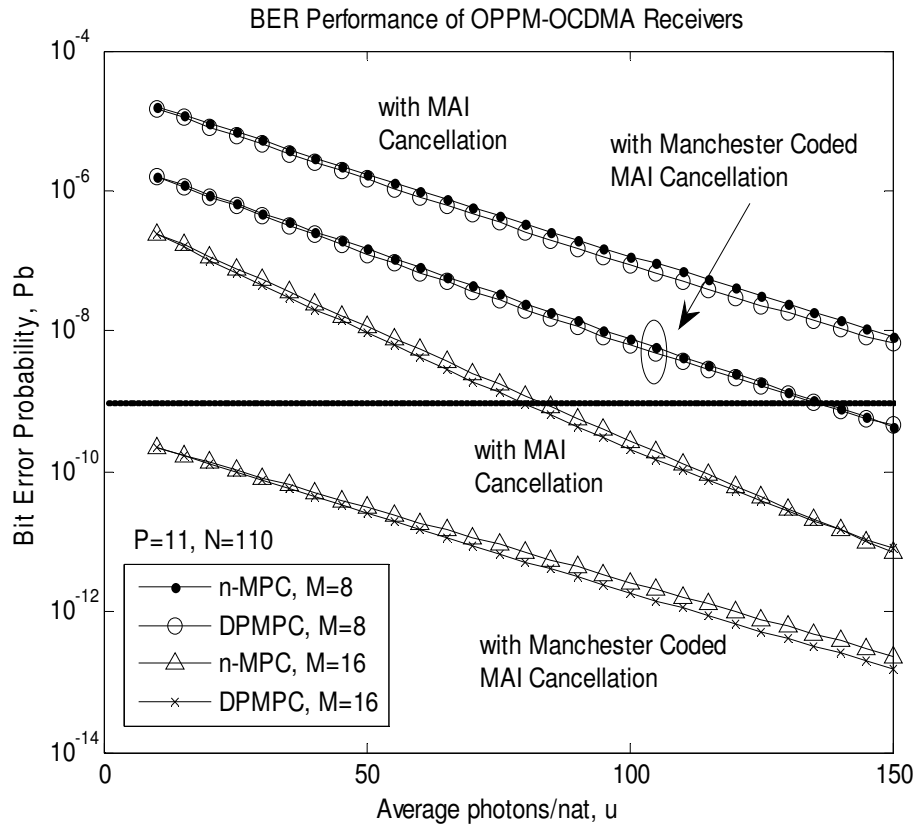 BER Performance of OPPM-OCDMA Receivers
10^-4
10^-6
10^-8
10^-10
10^-12
10^-14
Bit Error Probability, Pb
with MAI
Cancellation
with Manchester Coded
MAI Cancellation
with MAI
Cancellation
P=11, N=110
n-MPC, M=8
DPMPC, M=8
n-MPC, M=16
DPMPC, M=16
with Manchester Coded
MAI Cancellation
0 50 100 150
Average photons/nat, u